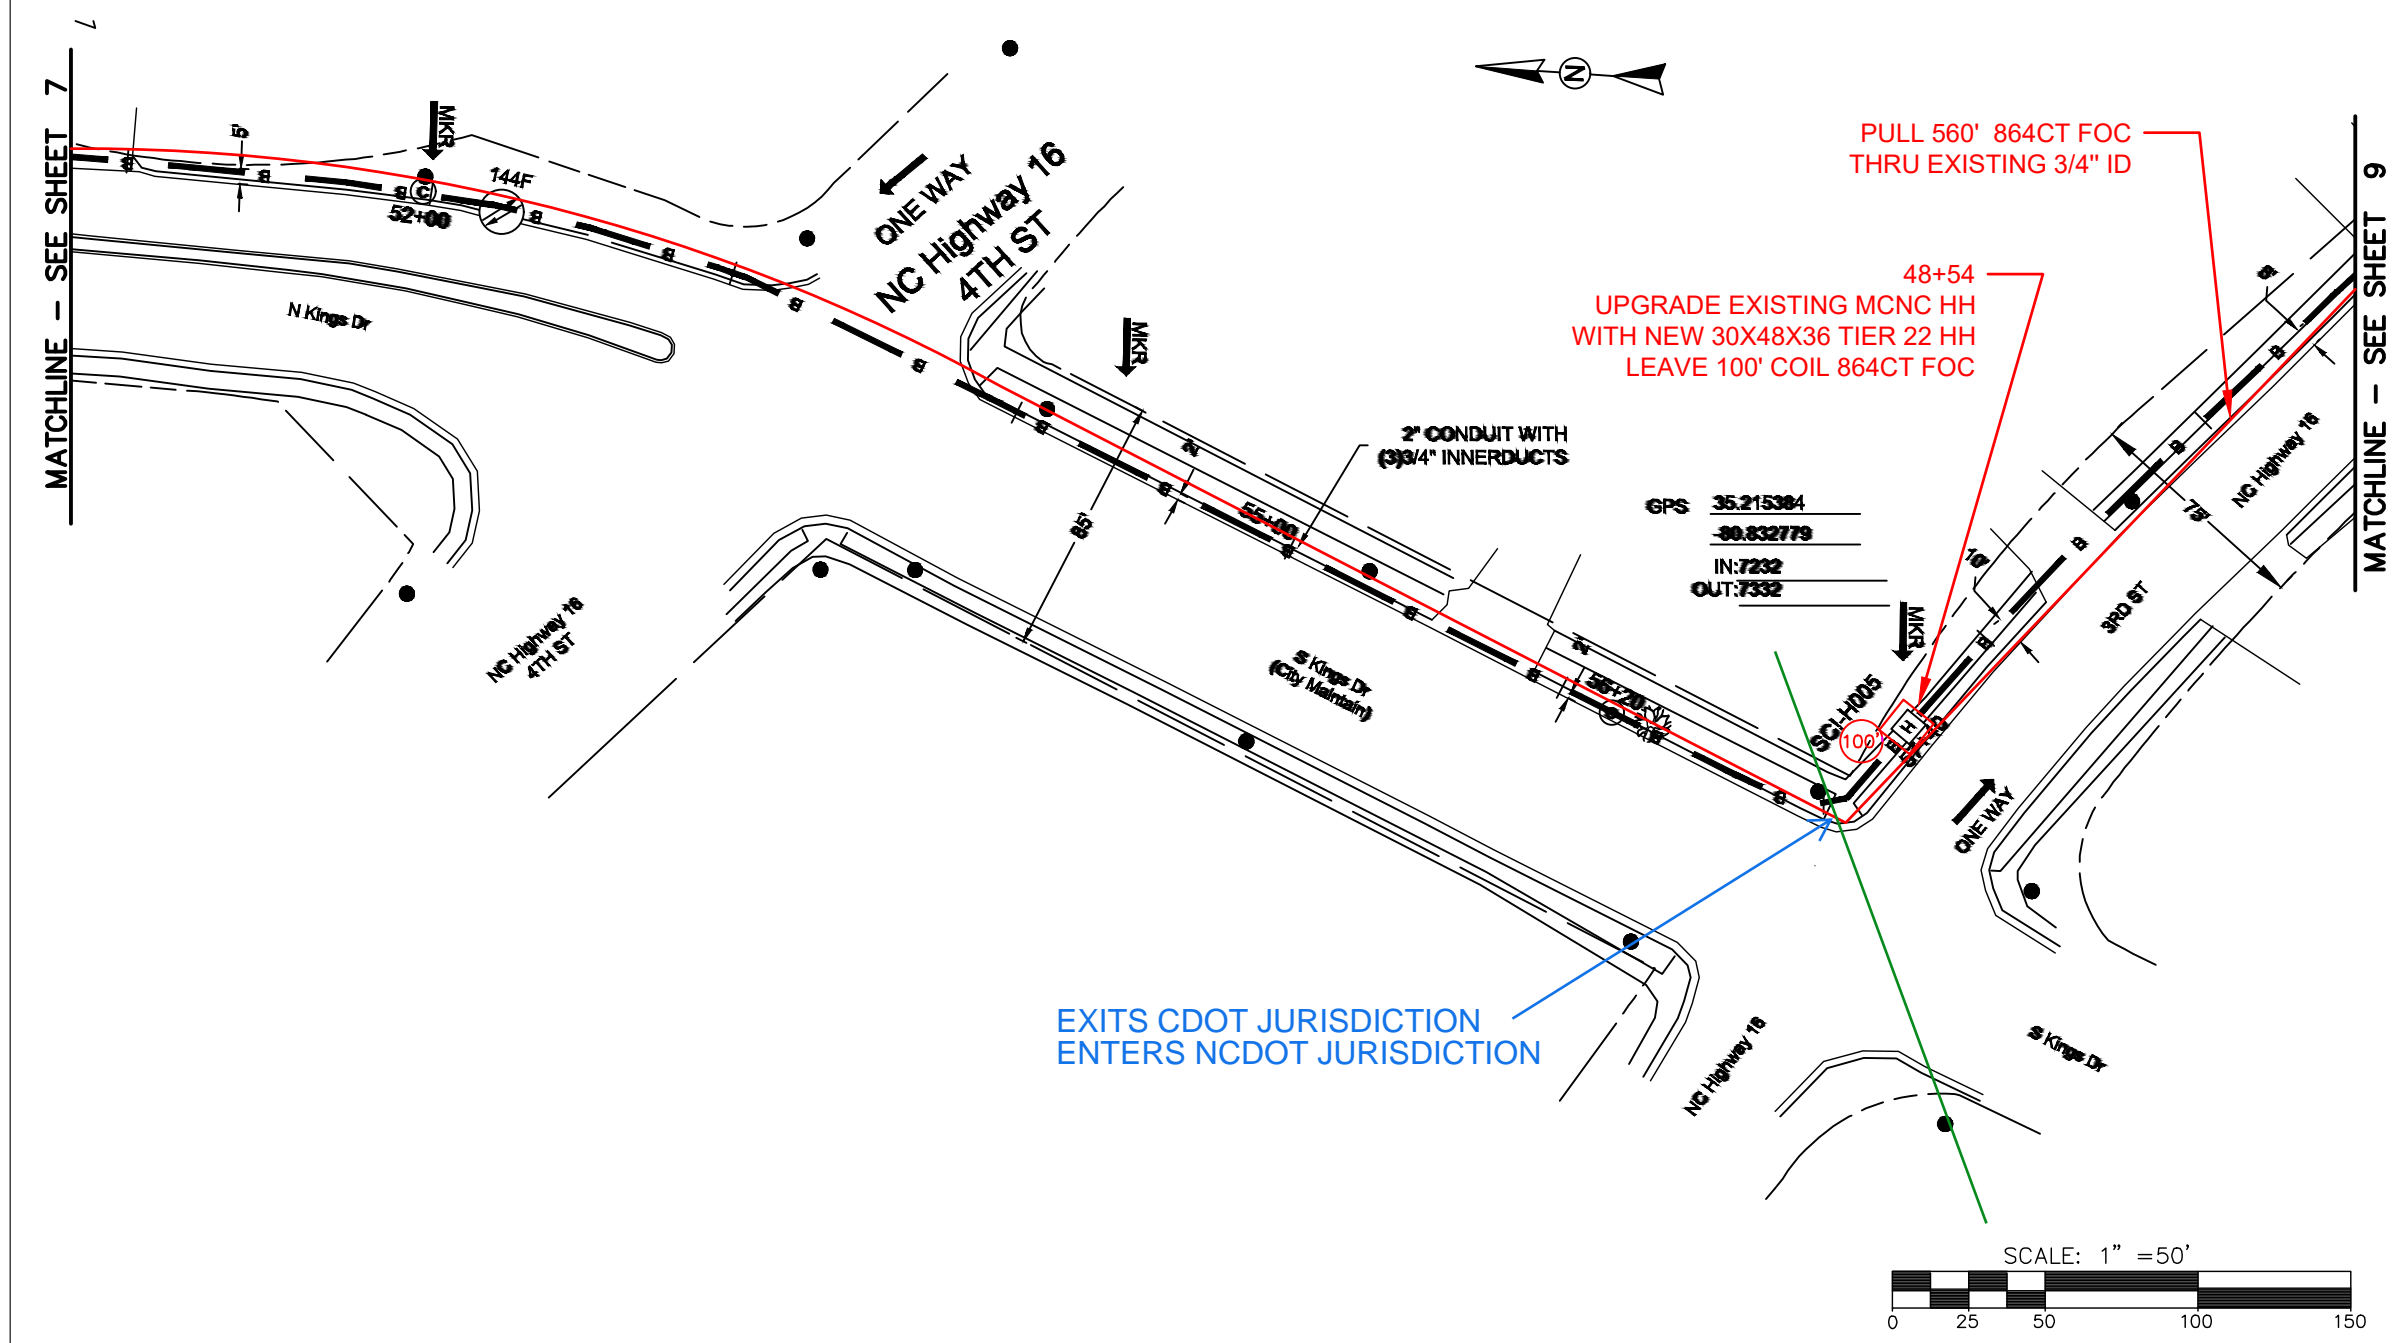 7
MATCHLINE – SEE SHEET 7
5'
MKR
B
B
B
C
B
52+00
144F
B
B
B
B
N Kings Dr
ONE WAY
NC Highway 16
4TH ST
N
MKR
PULL 560' 864CT FOC
THRU EXISTING 3/4" ID
48+54
UPGRADE EXISTING MCNC HH
WITH NEW 30X48X36 TIER 22 HH
LEAVE 100' COIL 864CT FOC
2" CONDUIT WITH
(3)3/4" INNERDUCTS
GPS 35.215384
-80.832779
IN:7232
OUT:7332
MKR
85'
B
B
55+00
B
B
B
B
B
NC Highway 16
4TH ST
S Kings Dr
(City Maintain)
SCI-H005
100'
H
10'
8'
75'
B
B
B
B
NC Highway 16
3RD ST
ONE WAY
MATCHLINE – SEE SHEET 9
EXITS CDOT JURISDICTION
ENTERS NCDOT JURISDICTION
NC Highway 16
S Kings Dr
SCALE: 1" =50'
0 25 50 100 150